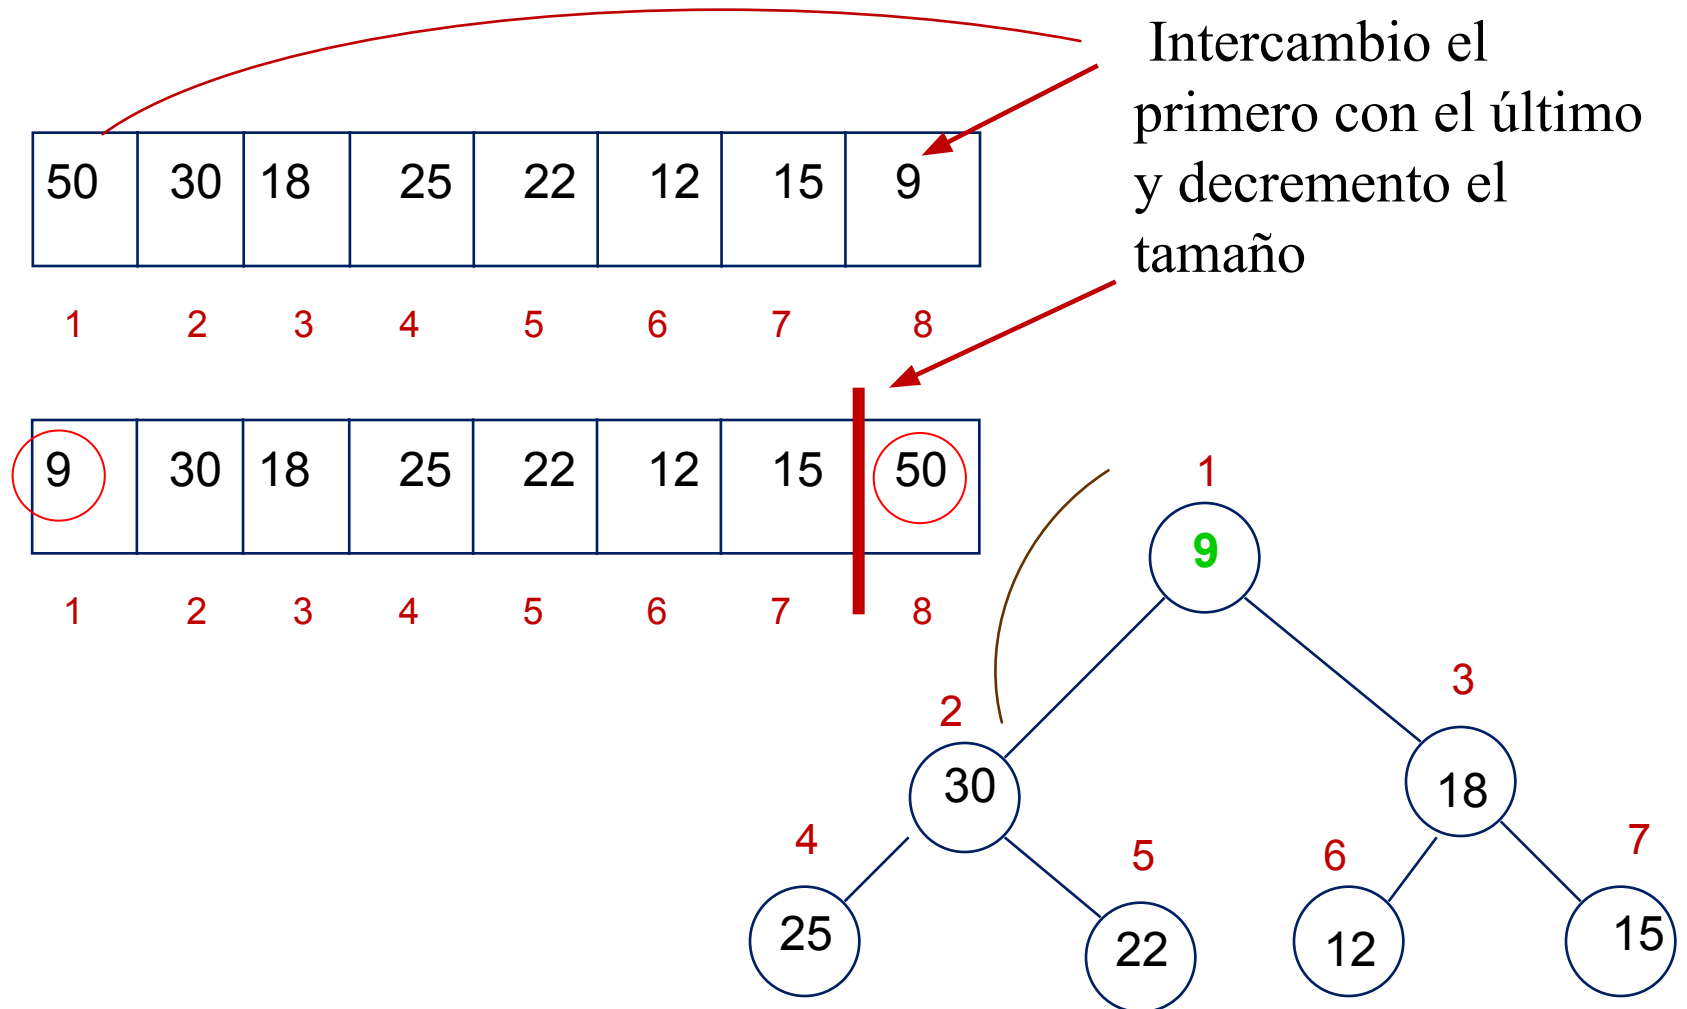 Intercambio el
primero con el último
y decremento el
tamaño
50 30 18 25 22 12 15 9
1 2 3 4 5 6 7 8
9 30 18 25 22 12 15 50
1 2 3 4 5 6 7 8
1
9
2 3
30 18
4 5 6 7
25 22 12 15